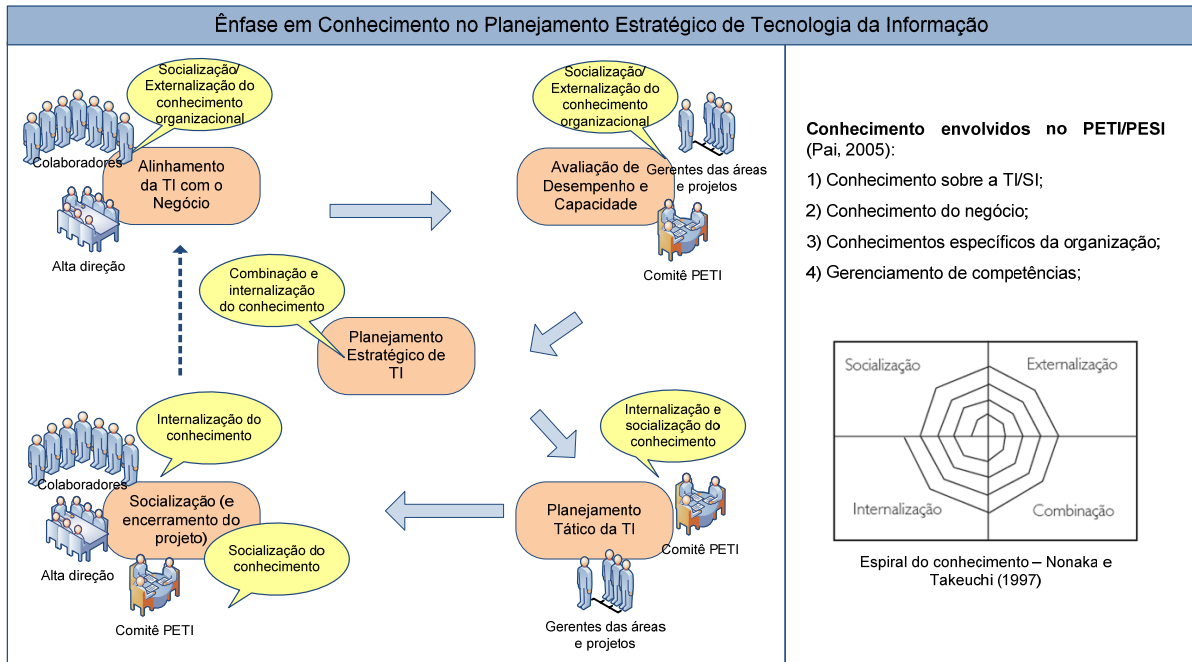 Ênfase em Conhecimento no Planejamento Estratégico de Tecnologia da Informação
Socialização/
Externalização do
conhecimento
organizacional
Colaboradores
Alinhamento
da TI com o
Negócio
Alta direção
Socialização/
Externalização do
conhecimento
organizacional
Avaliação de
Desempenho e
Capacidade
Gerentes das áreas
e projetos
Comitê PETI
Combinação e
internalização
do conhecimento
Planejamento
Estratégico de
TI
Internalização do
conhecimento
Colaboradores
Socialização (e
encerramento do
projeto)
Alta direção
Socialização do
conhecimento
Comitê PETI
Internalização e
socialização do
conhecimento
Planejamento
Tático da TI
Comitê PETI
Gerentes das áreas
e projetos
Conhecimento envolvidos no PETI/PESI
(Pai, 2005):
1) Conhecimento sobre a TI/SI;
2) Conhecimento do negócio;
3) Conhecimentos específicos da organização;
4) Gerenciamento de competências;
Socialização
Externalização
Internalização
Combinação
Espiral do conhecimento – Nonaka e
Takeuchi (1997)